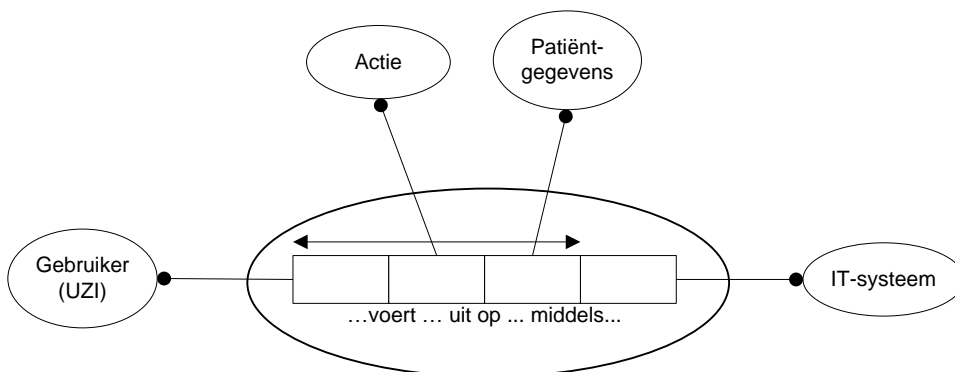 Actie
Patiënt-
gegevens
Gebruiker
(UZI)
IT-systeem
…voert … uit op ... middels...